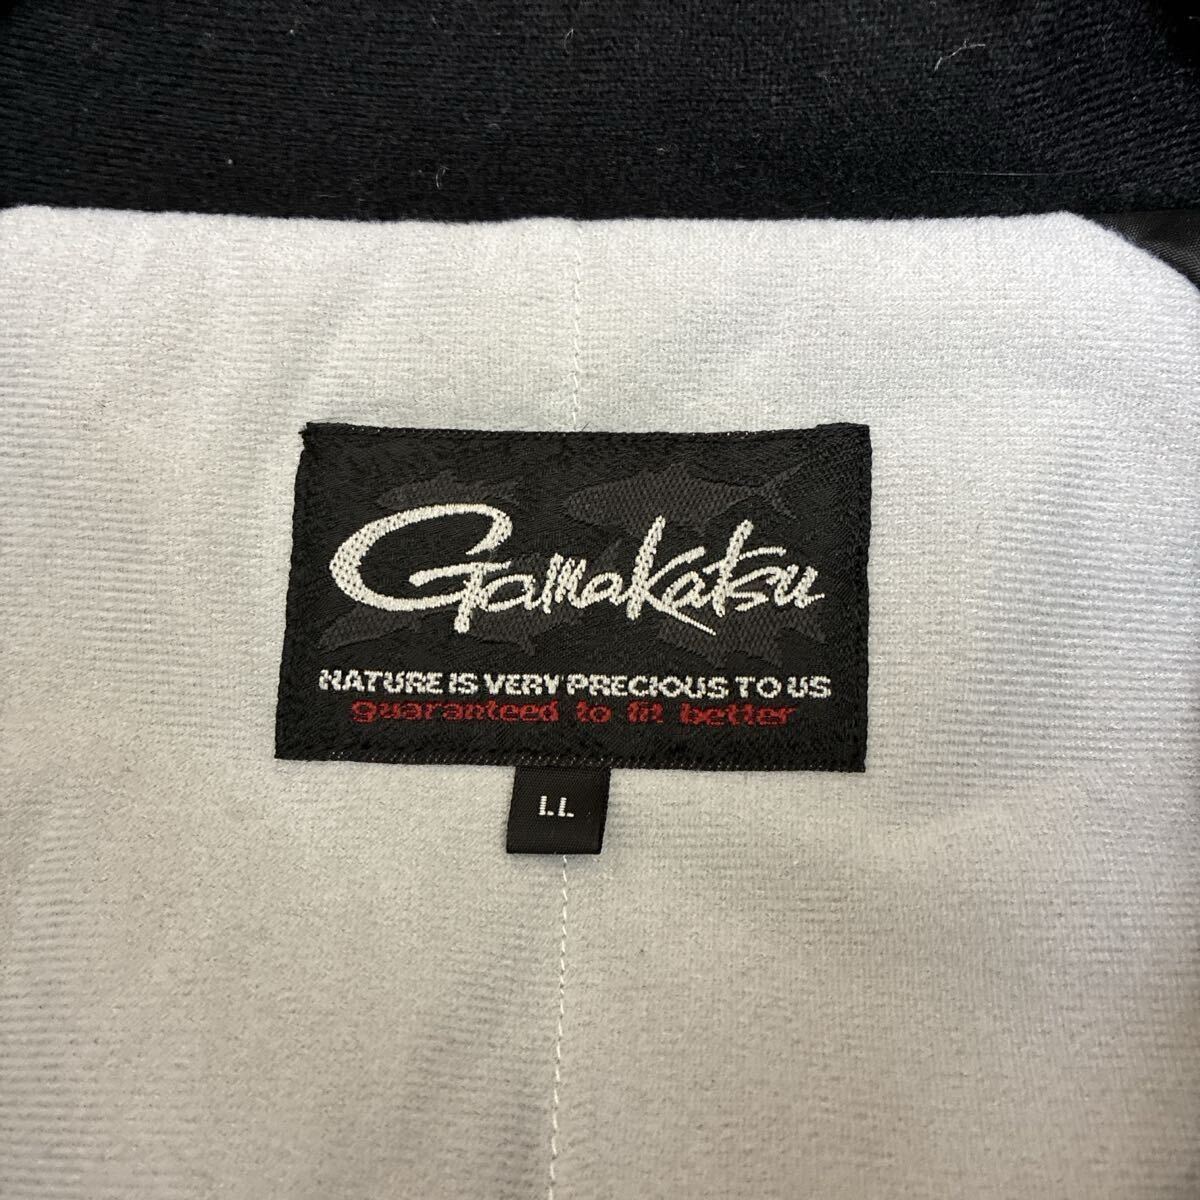 Gamakatsu
NATURE IS VERY PRECIOUS TO US
guaranteed to fit better
LL